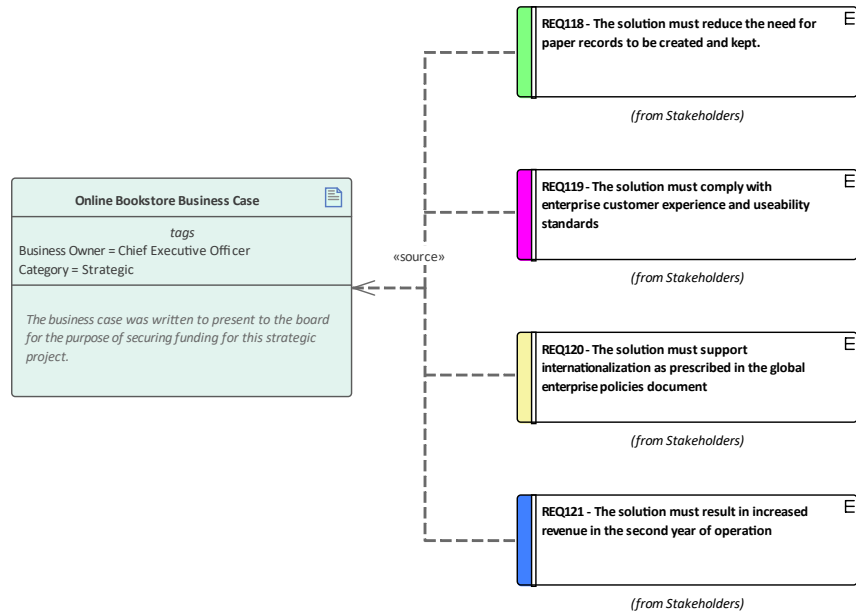 Online Bookstore Business Case
tags
Business Owner = Chief Executive Officer
Category = Strategic
The business case was written to present to the board
for the purpose of securing funding for this strategic
project.
«source»
REQ118 - The solution must reduce the need for
paper records to be created and kept.
E
(from Stakeholders)
REQ119 - The solution must comply with
enterprise customer experience and useability
standards
E
(from Stakeholders)
REQ120 - The solution must support
internationalization as prescribed in the global
enterprise policies document
E
(from Stakeholders)
REQ121 - The solution must result in increased
revenue in the second year of operation
E
(from Stakeholders)